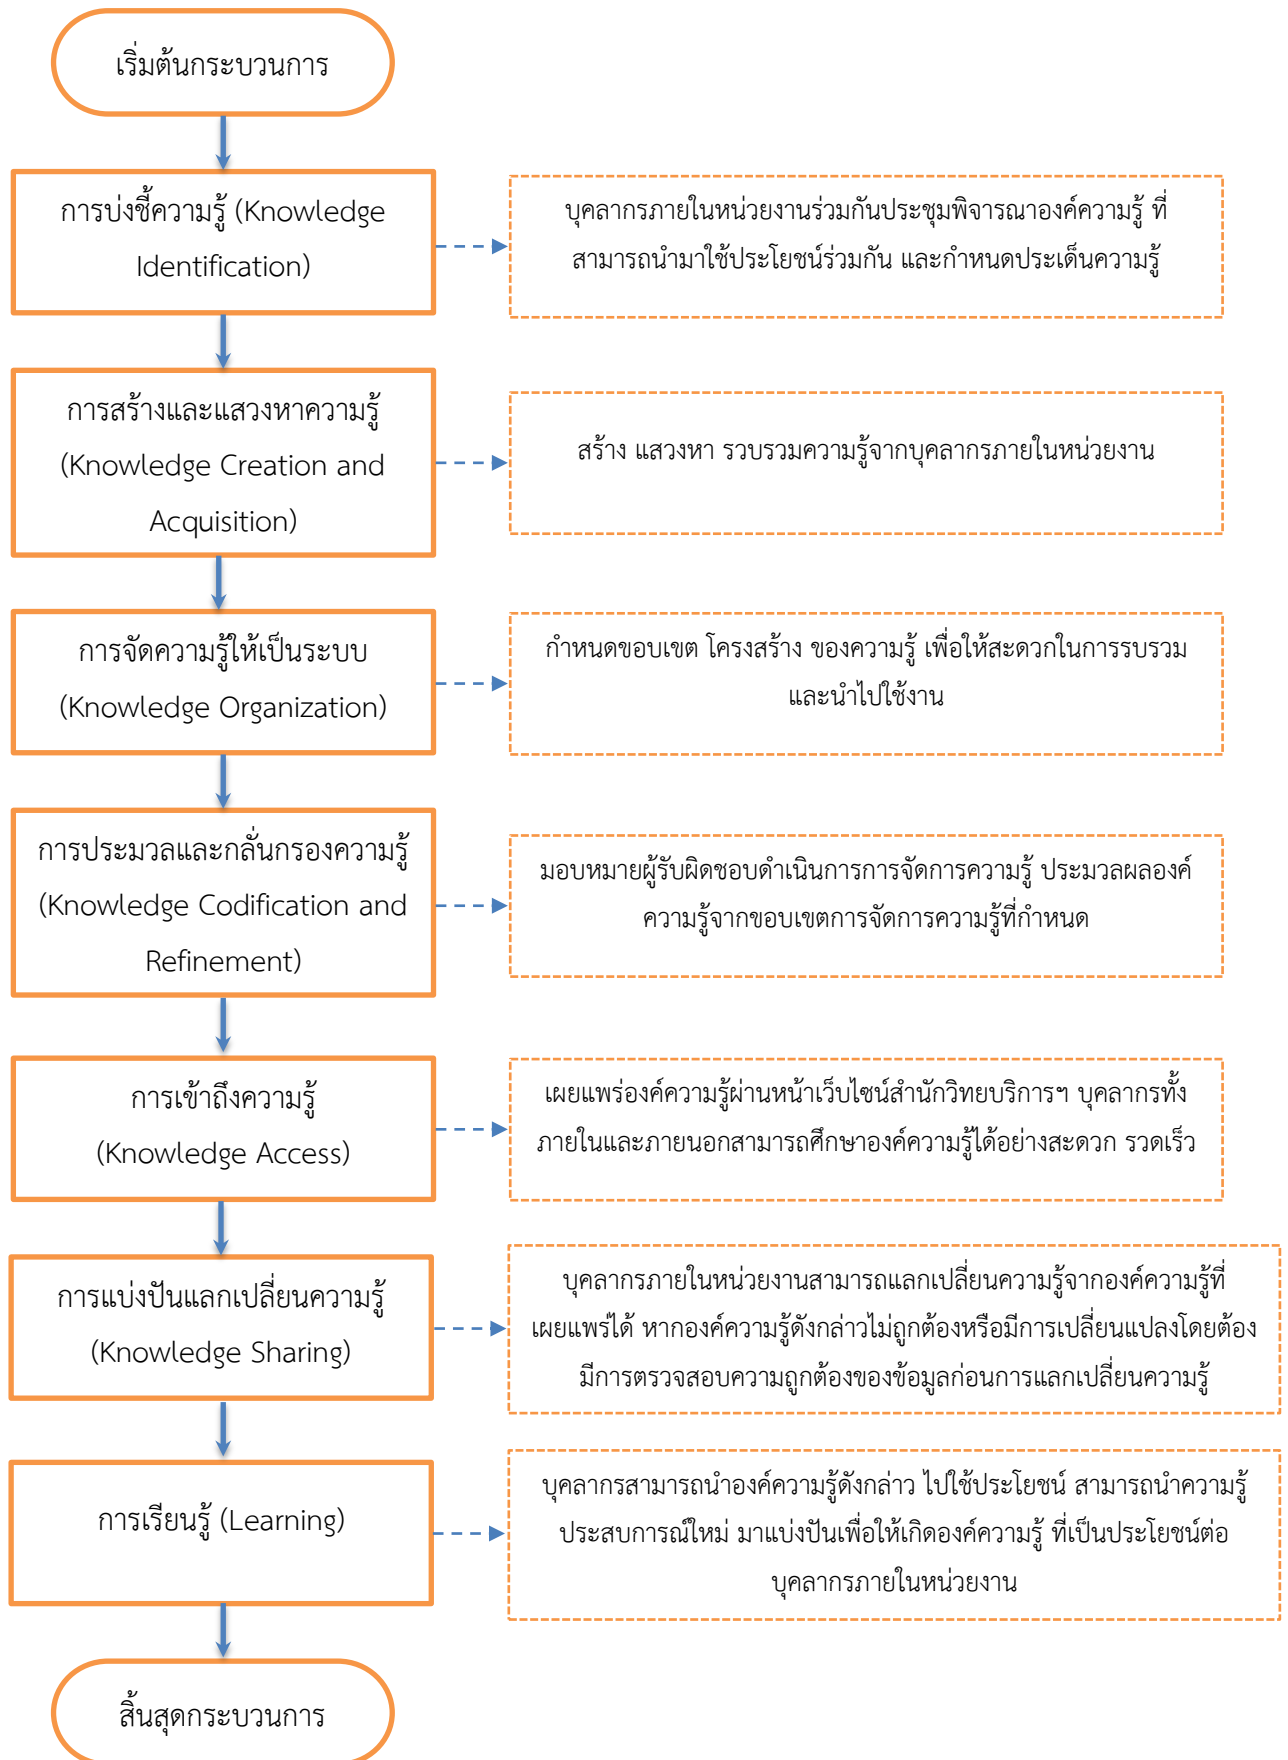 เริ่มต้นกระบวนการ
การบ่งชี้ความรู้ (Knowledge
Identification)
บุคลากรภายในหน่วยงานร่วมกันประชุมพิจารณาองค์ความรู้ ที่
สามารถนำมาใช้ประโยชน์ร่วมกัน และกำหนดประเด็นความรู้
การสร้างและแสวงหาความรู้
(Knowledge Creation and
Acquisition)
สร้าง แสวงหา รวบรวมความรู้จากบุคลากรภายในหน่วยงาน
การจัดความรู้ให้เป็นระบบ
(Knowledge Organization)
กำหนดขอบเขต โครงสร้าง ของความรู้ เพื่อให้สะดวกในการรบรวม
และนำไปใช้งาน
การประมวลและกลั่นกรองความรู้
(Knowledge Codification and
Refinement)
มอบหมายผู้รับผิดชอบดำเนินการการจัดการความรู้ ประมวลผลองค์
ความรู้จากขอบเขตการจัดการความรู้ที่กำหนด
การเข้าถึงความรู้
(Knowledge Access)
เผยแพร่องค์ความรู้ผ่านหน้าเว็บไซน์สำนักวิทยบริการฯ บุคลากรทั้ง
ภายในและภายนอกสามารถศึกษาองค์ความรู้ได้อย่างสะดวก รวดเร็ว
การแบ่งปันแลกเปลี่ยนความรู้
(Knowledge Sharing)
บุคลากรภายในหน่วยงานสามารถแลกเปลี่ยนความรู้จากองค์ความรู้ที่
เผยแพร่ได้ หากองค์ความรู้ดังกล่าวไม่ถูกต้องหรือมีการเปลี่ยนแปลงโดยต้อง
มีการตรวจสอบความถูกต้องของข้อมูลก่อนการแลกเปลี่ยนความรู้
การเรียนรู้ (Learning)
บุคลากรสามารถนำองค์ความรู้ดังกล่าว ไปใช้ประโยชน์ สามารถนำความรู้
ประสบการณ์ใหม่ มาแบ่งปันเพื่อให้เกิดองค์ความรู้ ที่เป็นประโยชน์ต่อ
บุคลากรภายในหน่วยงาน
สิ้นสุดกระบวนการ